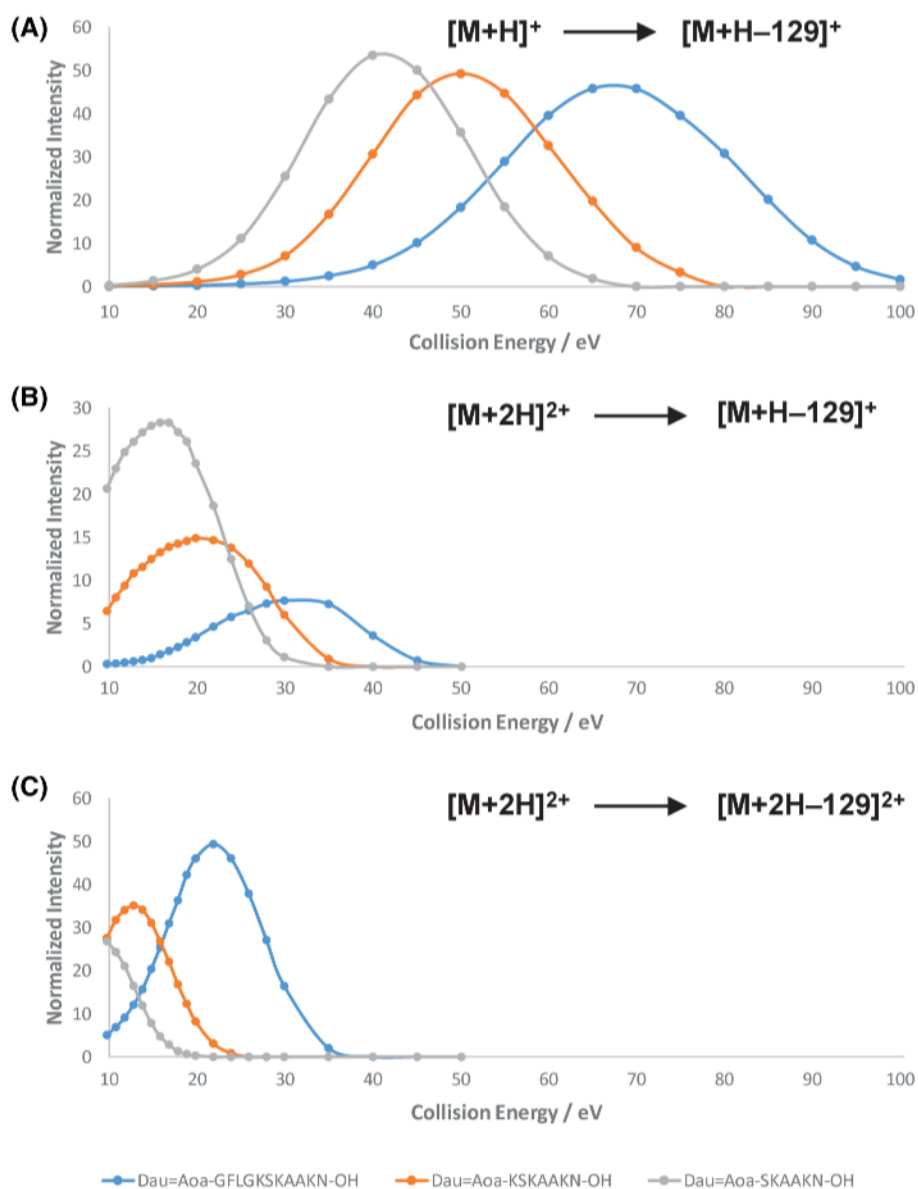 (A)
[M+H]⁺ → [M+H–129]⁺
60
50
40
30
20
10
0
Normalized Intensity
10 20 30 40 50 60 70 80 90 100
Collision Energy / eV
(B)
[M+2H]²⁺ → [M+H–129]⁺
30
25
20
15
10
5
0
Normalized Intensity
10 20 30 40 50 60 70 80 90 100
Collision Energy / eV
(C)
[M+2H]²⁺ → [M+2H–129]²⁺
60
50
40
30
20
10
0
Normalized Intensity
10 20 30 40 50 60 70 80 90 100
Collision Energy / eV
Dau=Aoa-GFLGKSKAAKN-OH Dau=Aoa-KSKAAKN-OH Dau=Aoa-SKAAKN-OH